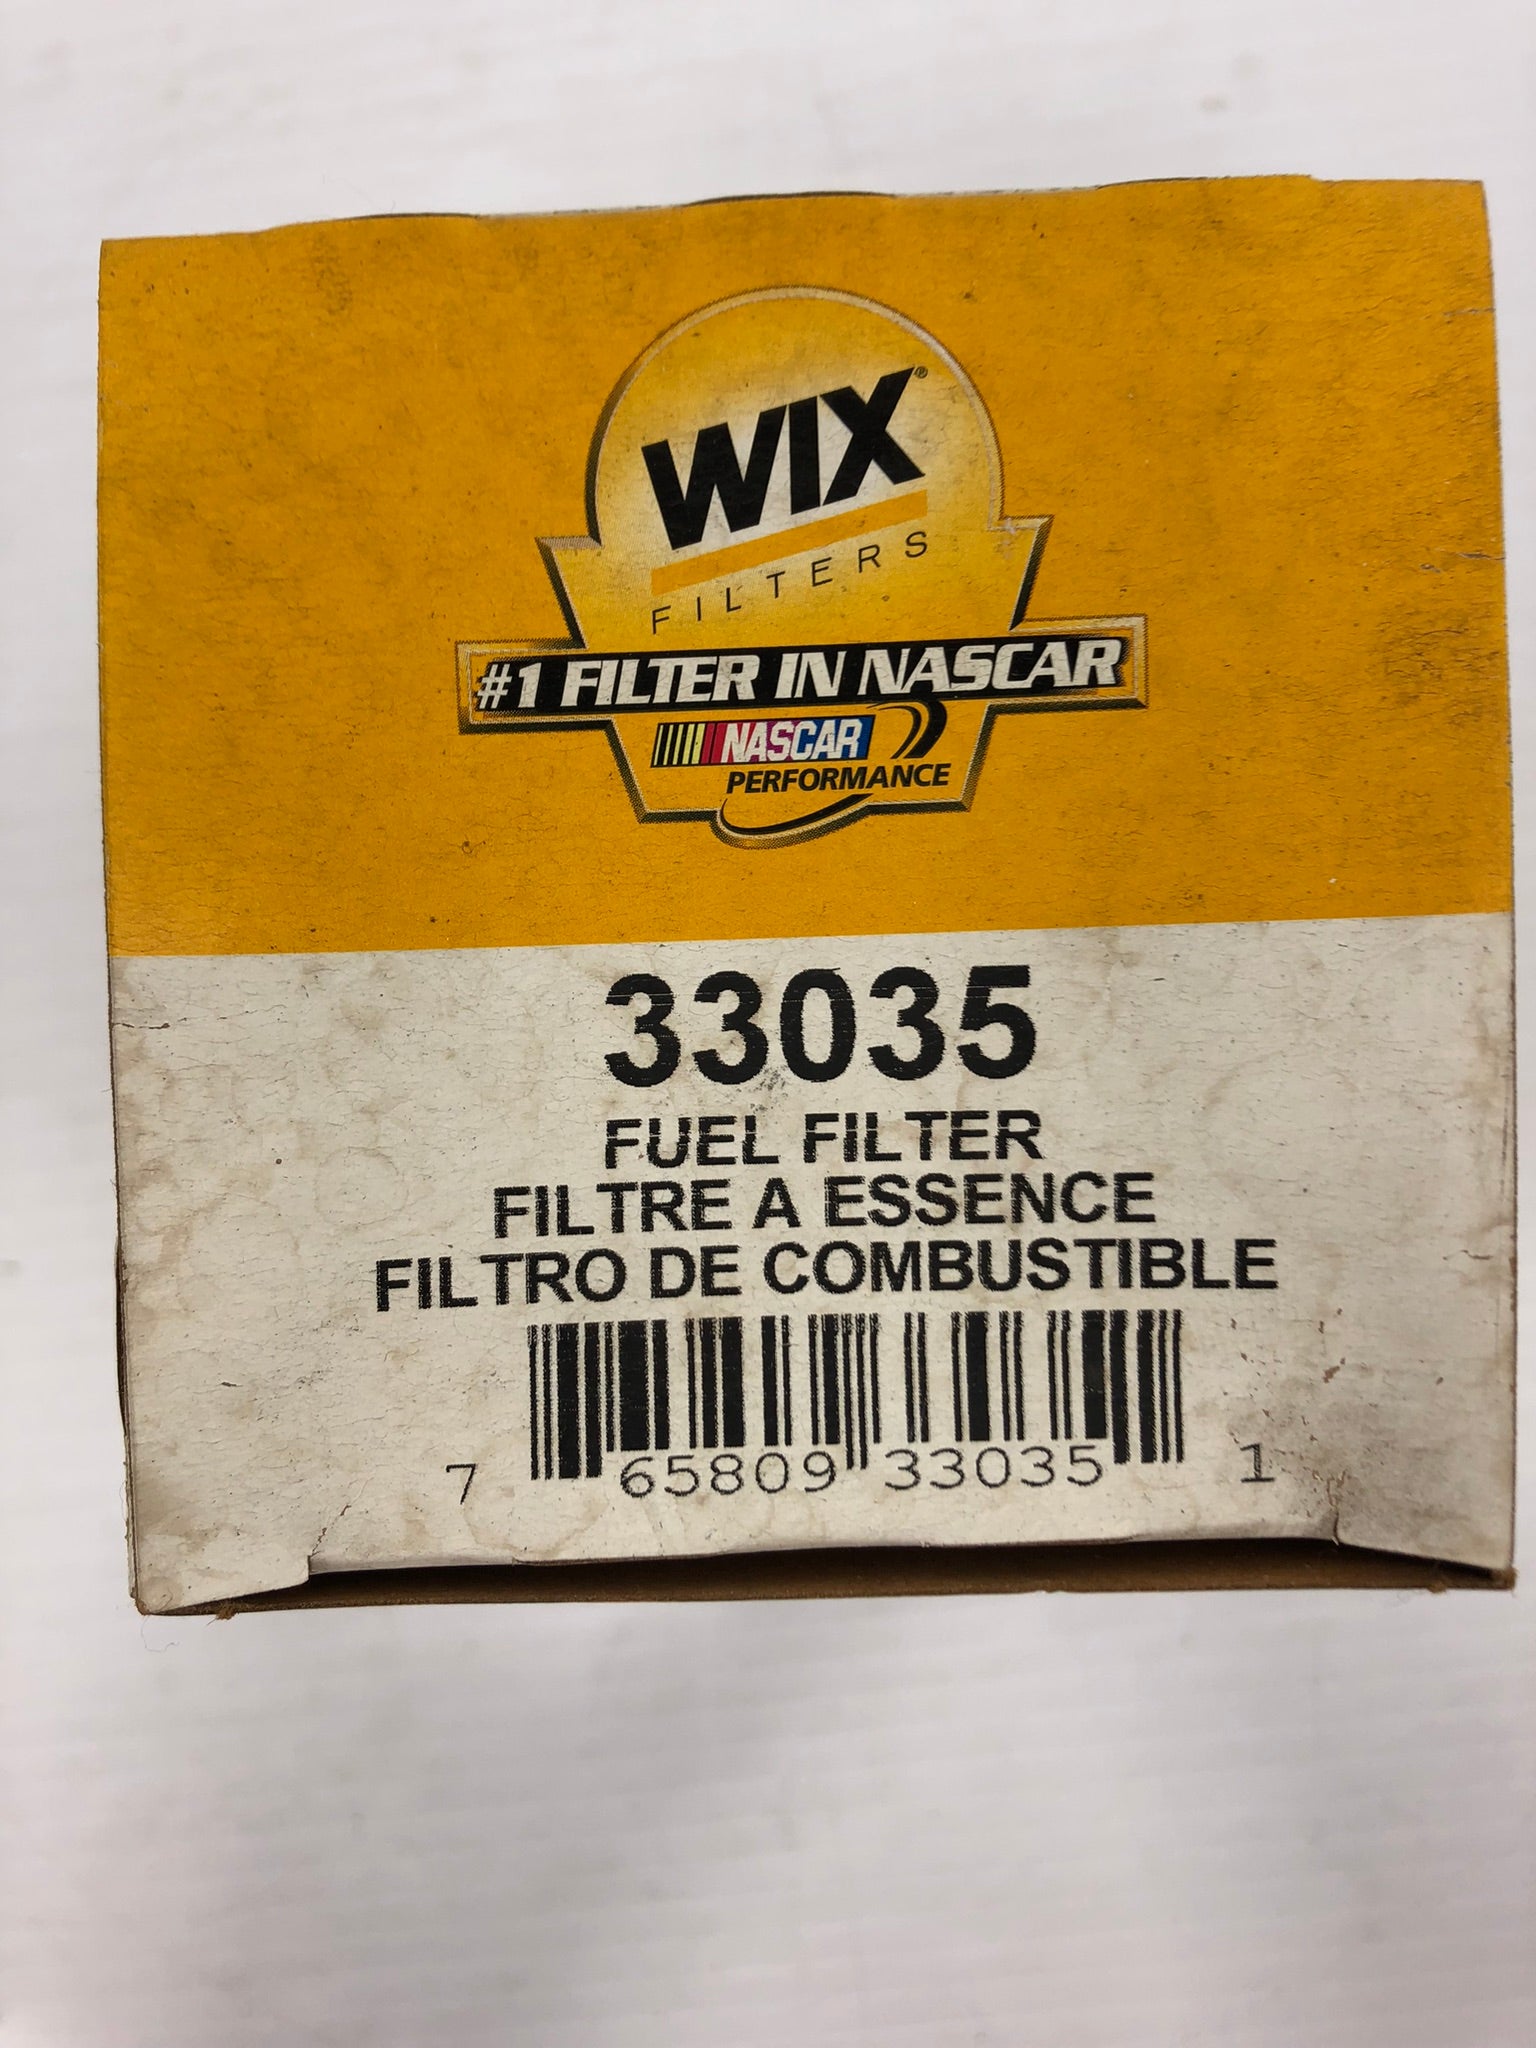 WIX®
FILTERS
#1 FILTER IN NASCAR
NASCAR
PERFORMANCE
33035
FUEL FILTER
FILTRE A ESSENCE
FILTRO DE COMBUSTIBLE
7 65809 33035 1